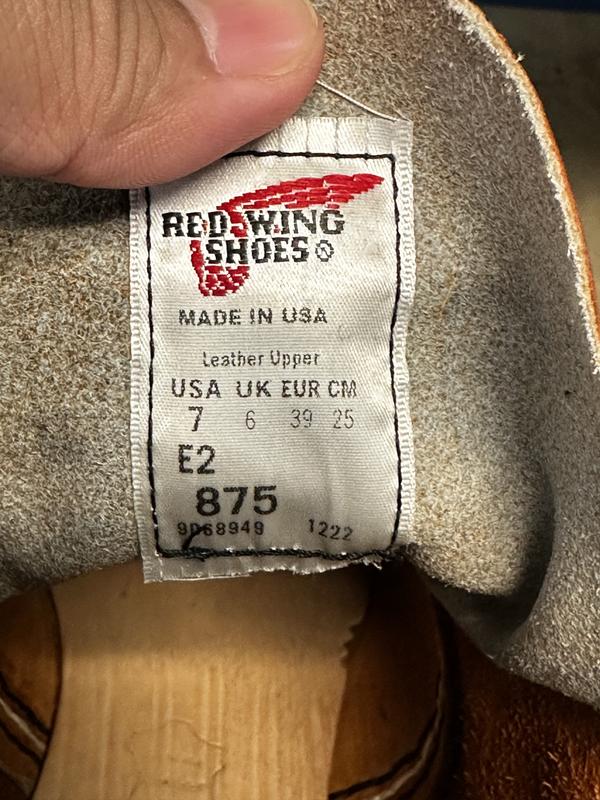 RED WING
SHOES®
MADE IN USA
Leather Upper
USA UK EUR CM
7 6 39 25
E2
875
9D68949 1222